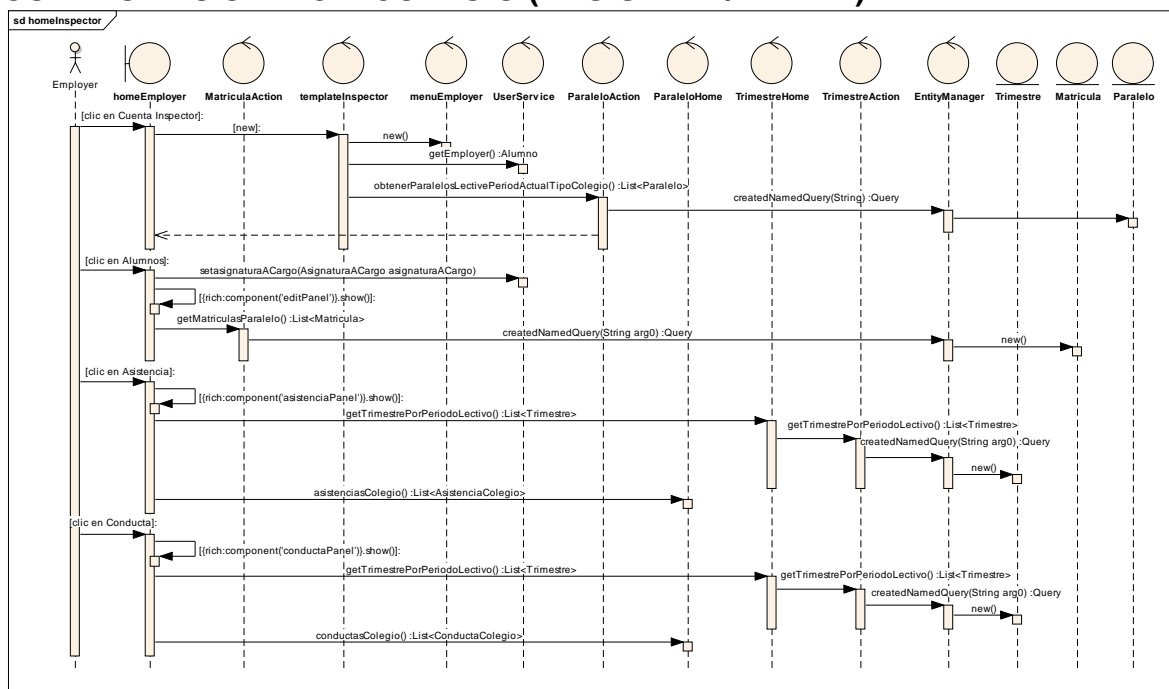 sd homeInspector
Employer
homeEmployer
MatriculaAction
templateInspector
menuEmployer
UserService
ParaleloAction
ParaleloHome
TrimestreHome
TrimestreAction
EntityManager
Trimestre
Matricula
Paralelo
[clic en Cuenta Inspector]:
[new]:
new()
getEmployer() :Alumno
obtenerParalelosLectivePeriodActualTipoColegio() :List<Paralelo>
createdNamedQuery(String) :Query
[clic en Alumnos]:
setasignaturaACargo(AsignaturaACargo asignaturaACargo)
[{rich:component('editPanel')}.show()]:
getMatriculasParalelo() :List<Matricula>
createdNamedQuery(String arg0) :Query
new()
[clic en Asistencia]:
[{rich:component('asistenciaPanel')}.show()]:
getTrimestrePorPeriodoLectivo() :List<Trimestre>
getTrimestrePorPeriodoLectivo() :List<Trimestre>
createdNamedQuery(String arg0) :Query
new()
asistenciasColegio() :List<AsistenciaColegio>
[clic en Conducta]:
[{rich:component('conductaPanel')}.show()]:
getTrimestrePorPeriodoLectivo() :List<Trimestre>
getTrimestrePorPeriodoLectivo() :List<Trimestre>
createdNamedQuery(String arg0) :Query
new()
conductasColegio() :List<ConductaColegio>